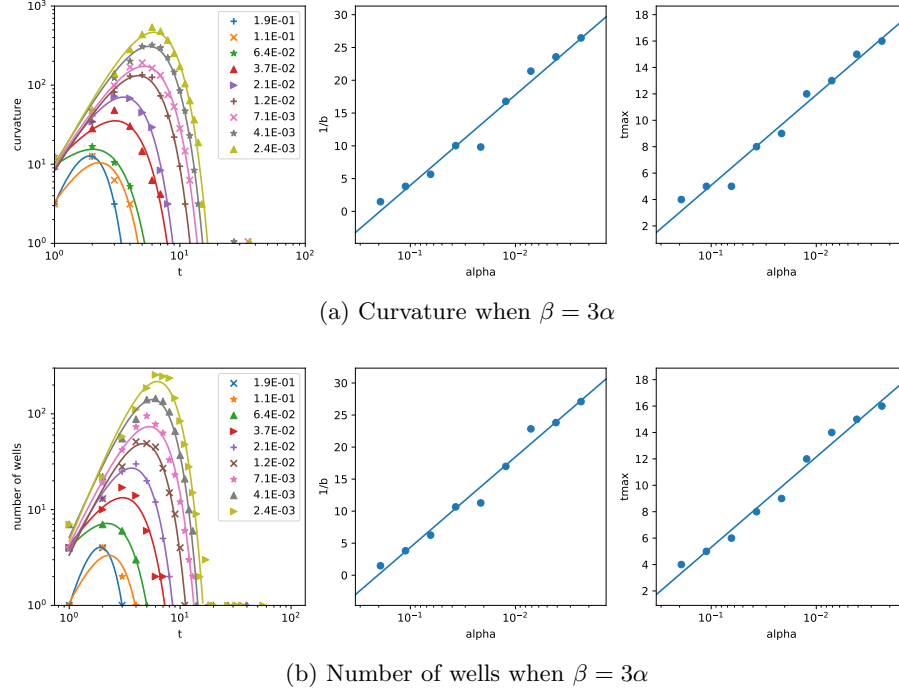 10³
10²
10¹
10⁰
curvature
10⁰ 10¹ 10²
t
1.9E-01
1.1E-01
6.4E-02
3.7E-02
2.1E-02
1.2E-02
7.1E-03
4.1E-03
2.4E-03
30
25
20
15
10
5
0
1/b
10⁻¹ 10⁻²
alpha
18
16
14
12
10
8
6
4
2
tmax
10⁻¹ 10⁻²
alpha
(a) Curvature when β = 3α
10²
10¹
10⁰
number of wells
10⁰ 10¹ 10²
t
1.9E-01
1.1E-01
6.4E-02
3.7E-02
2.1E-02
1.2E-02
7.1E-03
4.1E-03
2.4E-03
30
25
20
15
10
5
0
1/b
10⁻¹ 10⁻²
alpha
18
16
14
12
10
8
6
4
2
tmax
10⁻¹ 10⁻²
alpha
(b) Number of wells when β = 3α